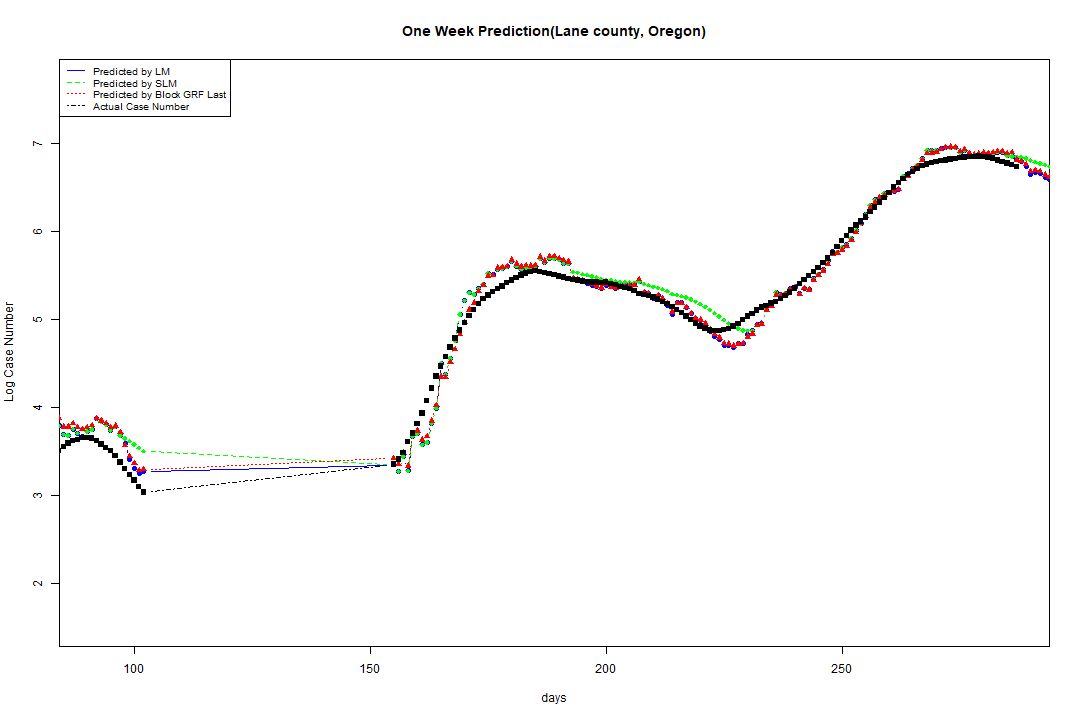 One Week Prediction(Lane county, Oregon)
Predicted by LM
Predicted by SLM
Predicted by Block GRF Last
Actual Case Number
7
6
5
4
3
2
Log Case Number
100 150 200 250
days